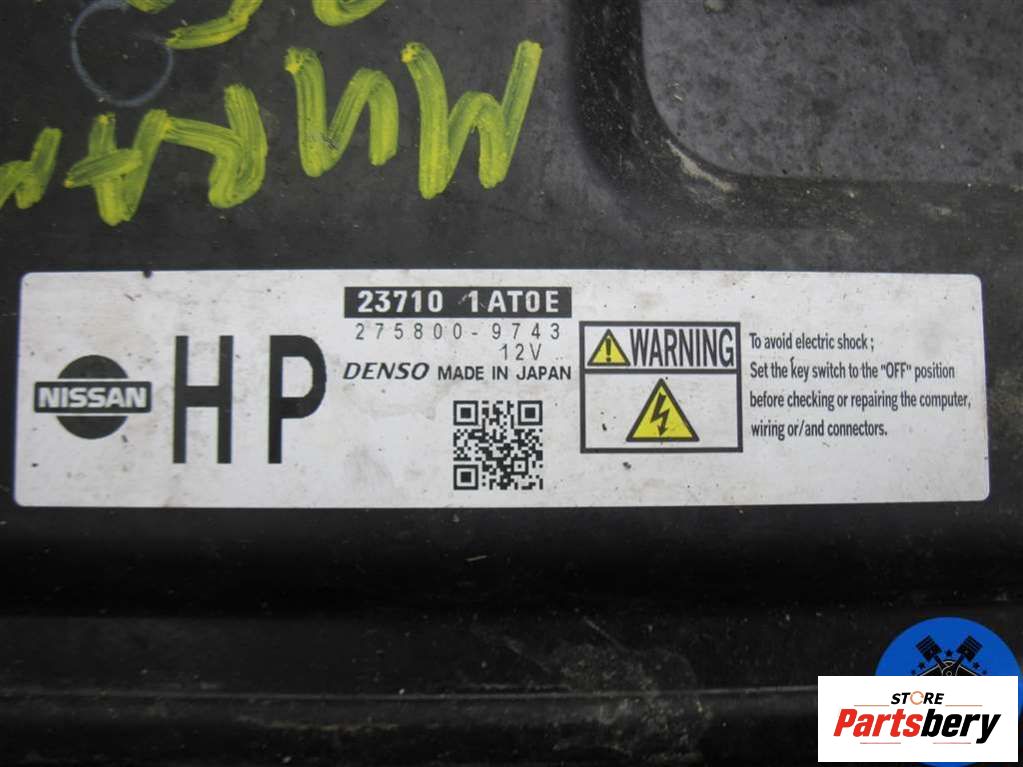 MURAN
23710 1AT0E
275800-9743
12V
DENSO MADE IN JAPAN
NISSAN
HP
WARNING
To avoid electric shock ;
Set the key switch to the "OFF" position
before checking or repairing the computer,
wiring or/and connectors.
STORE
Partsbery